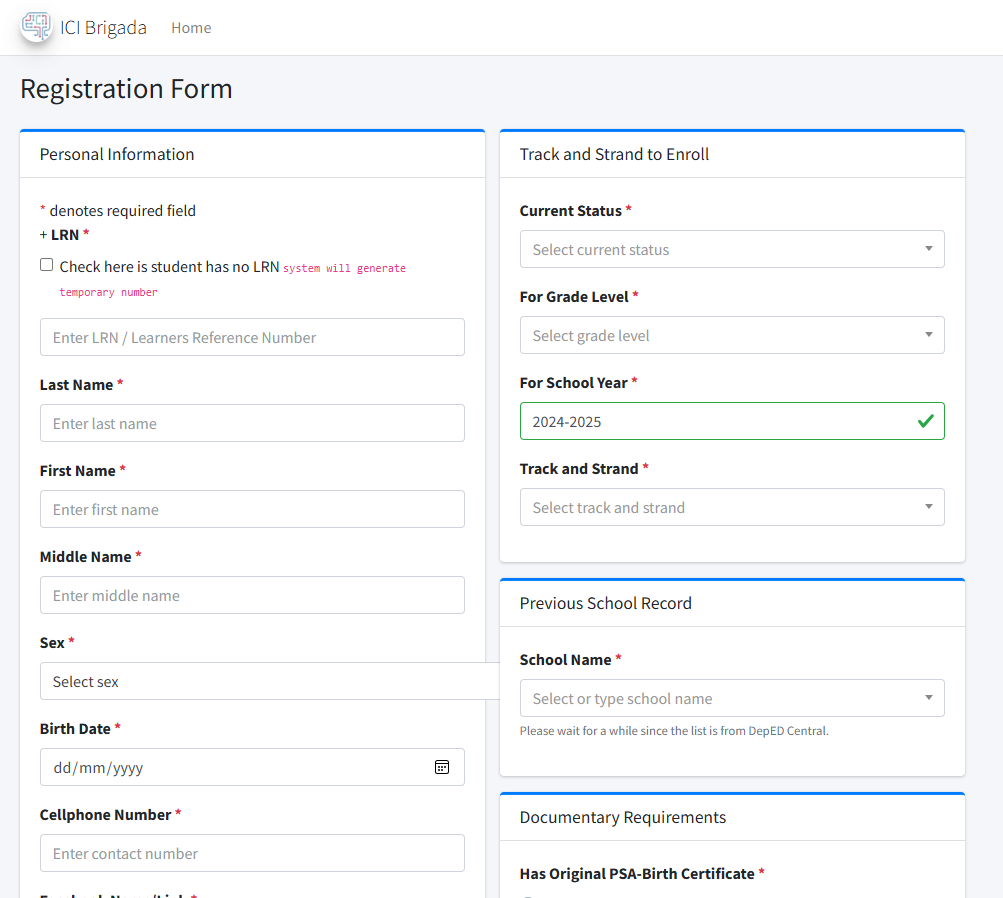 ICI Brigada Home
Registration Form
Personal Information
* denotes required field
+ LRN *
Check here is student has no LRN system will generate
temporary number
Enter LRN / Learners Reference Number
Last Name *
Enter last name
First Name *
Enter first name
Middle Name *
Enter middle name
Sex *
Select sex
Birth Date *
dd/mm/yyyy
Cellphone Number *
Enter contact number
Track and Strand to Enroll
Current Status *
Select current status
For Grade Level *
Select grade level
For School Year *
2024-2025
Track and Strand *
Select track and strand
Previous School Record
School Name *
Select or type school name
Please wait for a while since the list is from DepED Central.
Documentary Requirements
Has Original PSA-Birth Certificate *